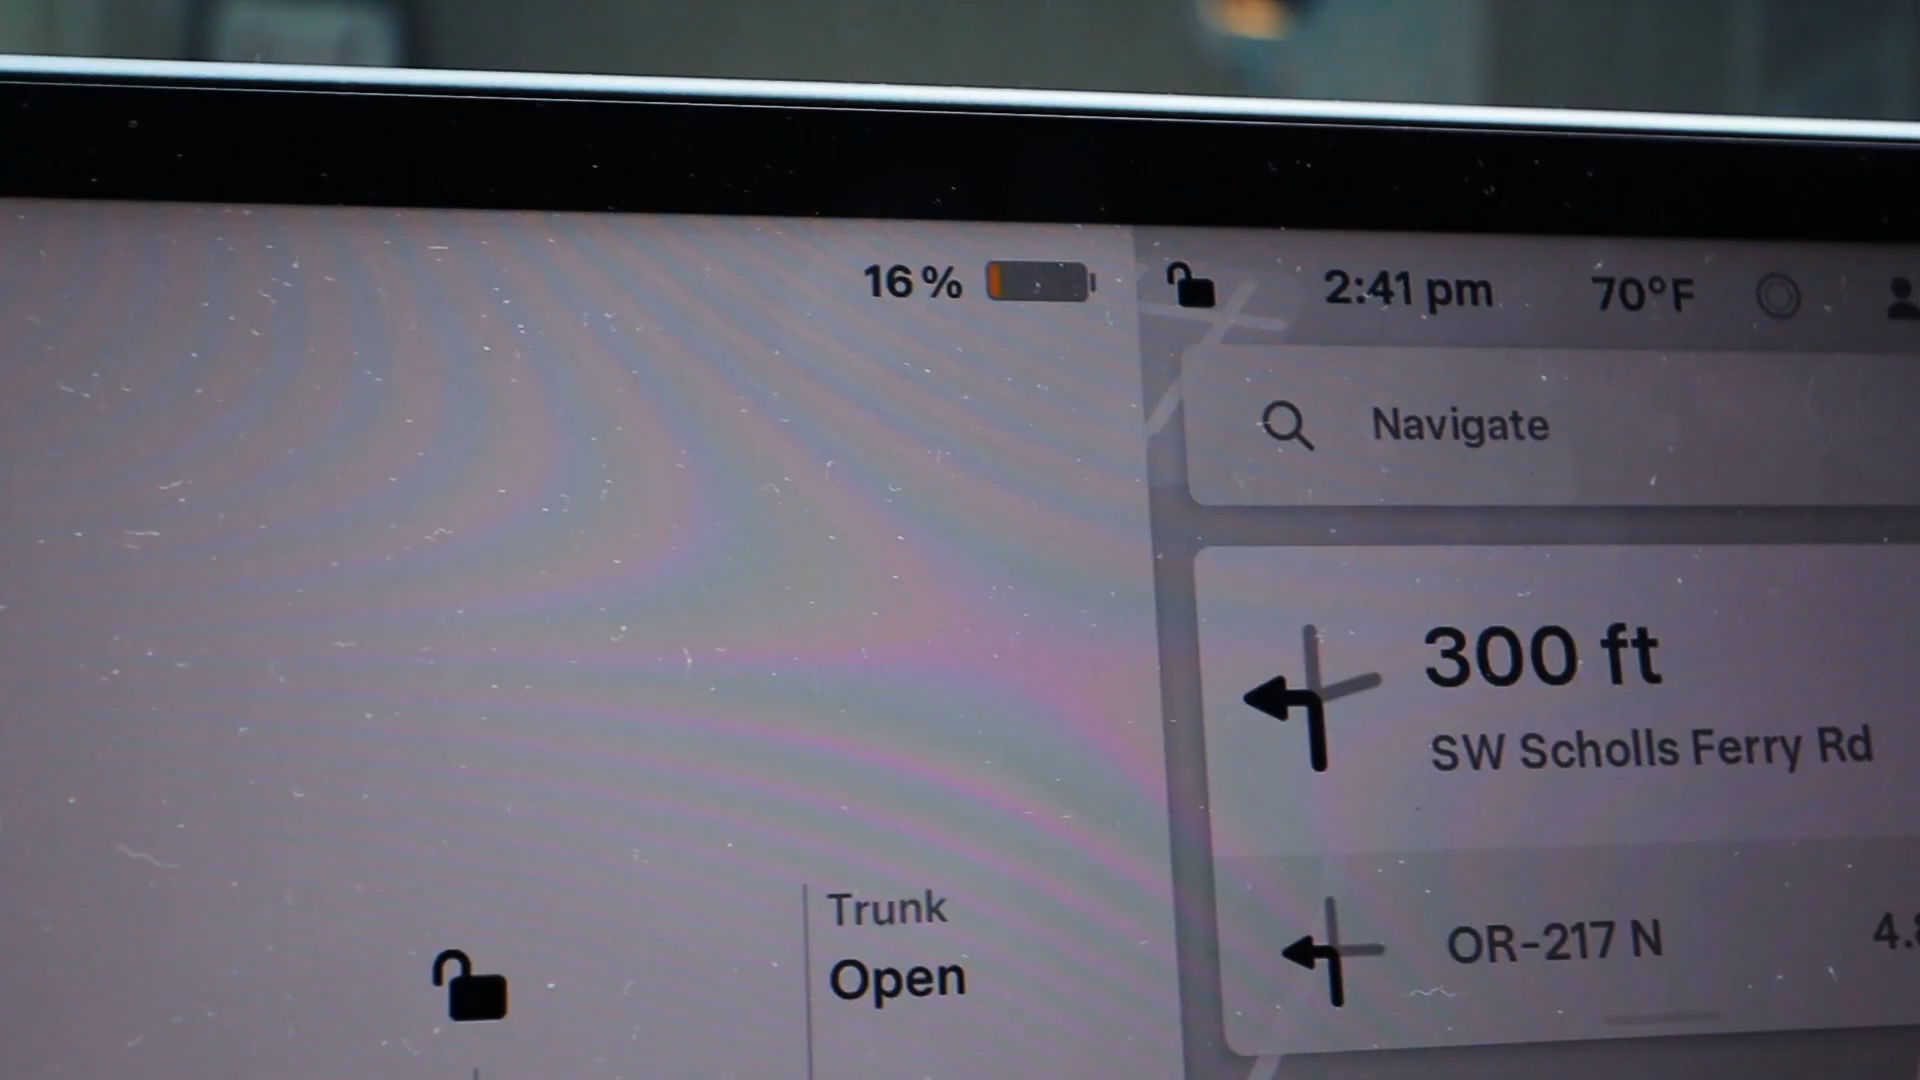 16 %
2:41 pm
70°F
Navigate
300 ft
SW Scholls Ferry Rd
OR-217 N
Trunk
Open